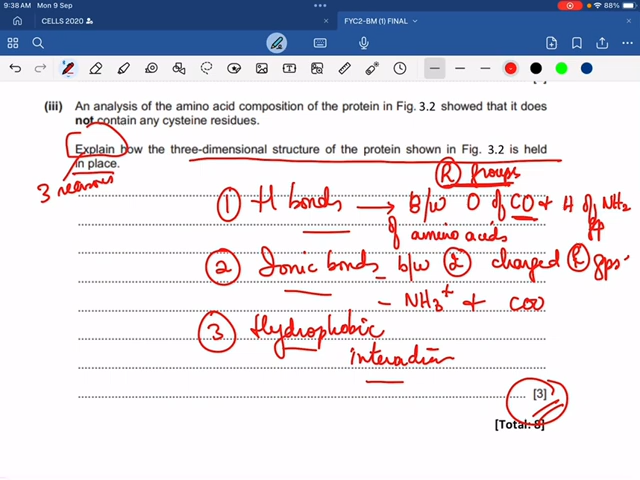 9:38 AM Mon 9 Sep
88%
CELLS 2020
FYC2-BM (1) FINAL
(iii) An analysis of the amino acid composition of the protein in Fig. 3.2 showed that it does
not contain any cysteine residues.
Explain how the three-dimensional structure of the protein shown in Fig. 3.2 is held
in place.
3 reasons
R groups
1 H bonds → B/w O of CO + H of NH2
of amino acids gp
2 Ionic bonds b/w 2 charged R gps.
- NH3+ + COO
3 Hydrophobic
interaction
[3]
[Total: 8]